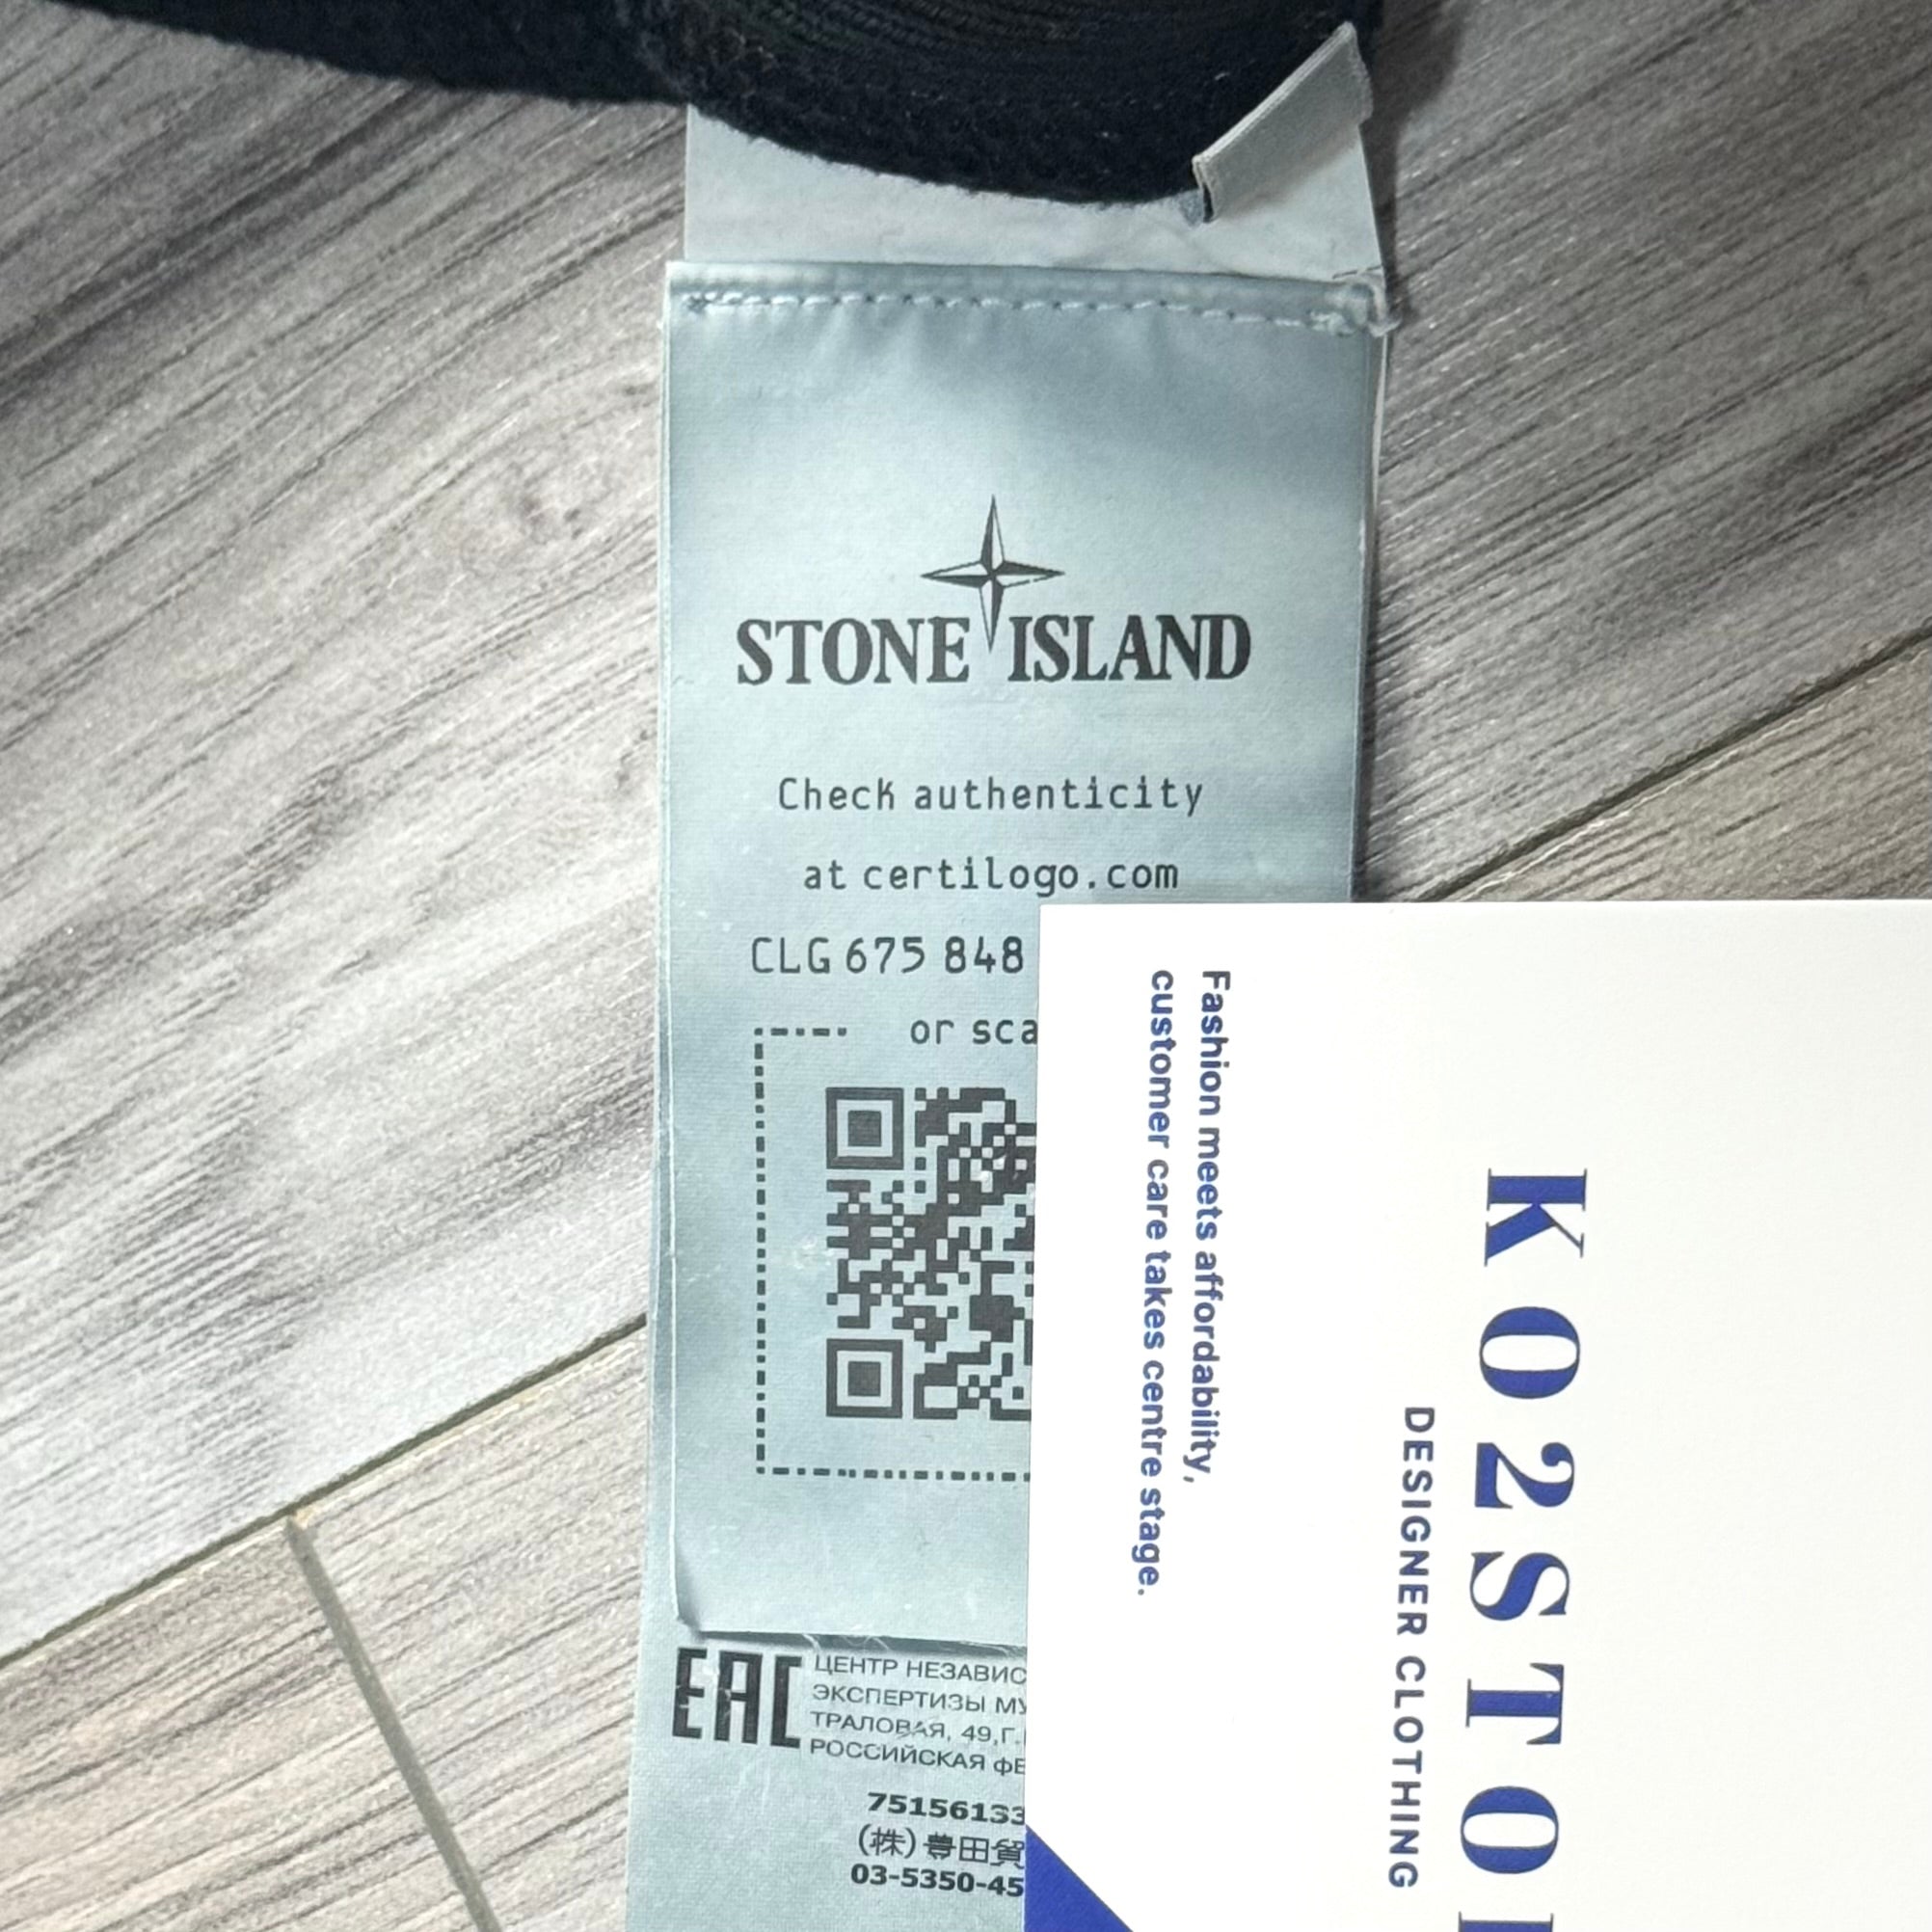 STONE ISLAND
Check authenticity
at certilogo.com
CLG 675 848
or sca
EAC ЦЕНТР НЕЗАВИС
ЭКСПЕРТИЗЫ МУ
ТРАЛОВАЯ, 49,Г.
РОССИЙСКАЯ ФЕ
75156133
(株)豊田貿
03-5350-45
Fashion meets affordability,
customer care takes centre stage.
KO2STO
DESIGNER CLOTHING